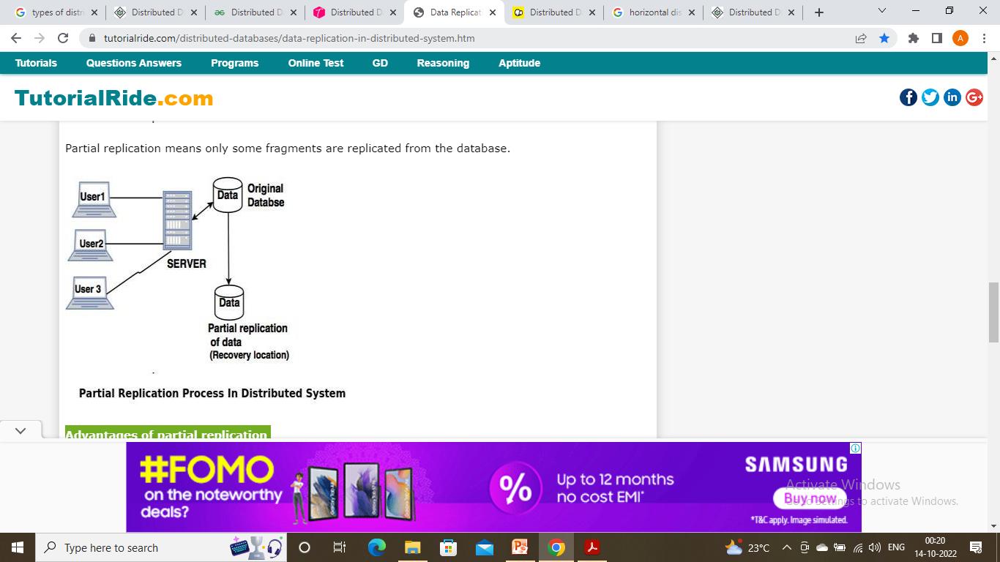 types of distri
Distributed D
Distributed D
Distributed D
Data Replicat
Distributed D
horizontal dis
Distributed D
tutorialride.com/distributed-databases/data-replication-in-distributed-system.htm
A
Tutorials Questions Answers Programs Online Test GD Reasoning Aptitude
TutorialRide.com
Partial replication means only some fragments are replicated from the database.
User1
User2
User 3
SERVER
Data
Original
Databse
Data
Partial replication
of data
(Recovery location)
Partial Replication Process In Distributed System
Advantages of partial replication
#FOMO
on the noteworthy
deals?
%
Up to 12 months
no cost EMI*
SAMSUNG
Buy now
*T&C apply. Image simulated.
Activate Windows
Go to Settings to activate Windows.
Type here to search
23°C
ENG
00:20
14-10-2022